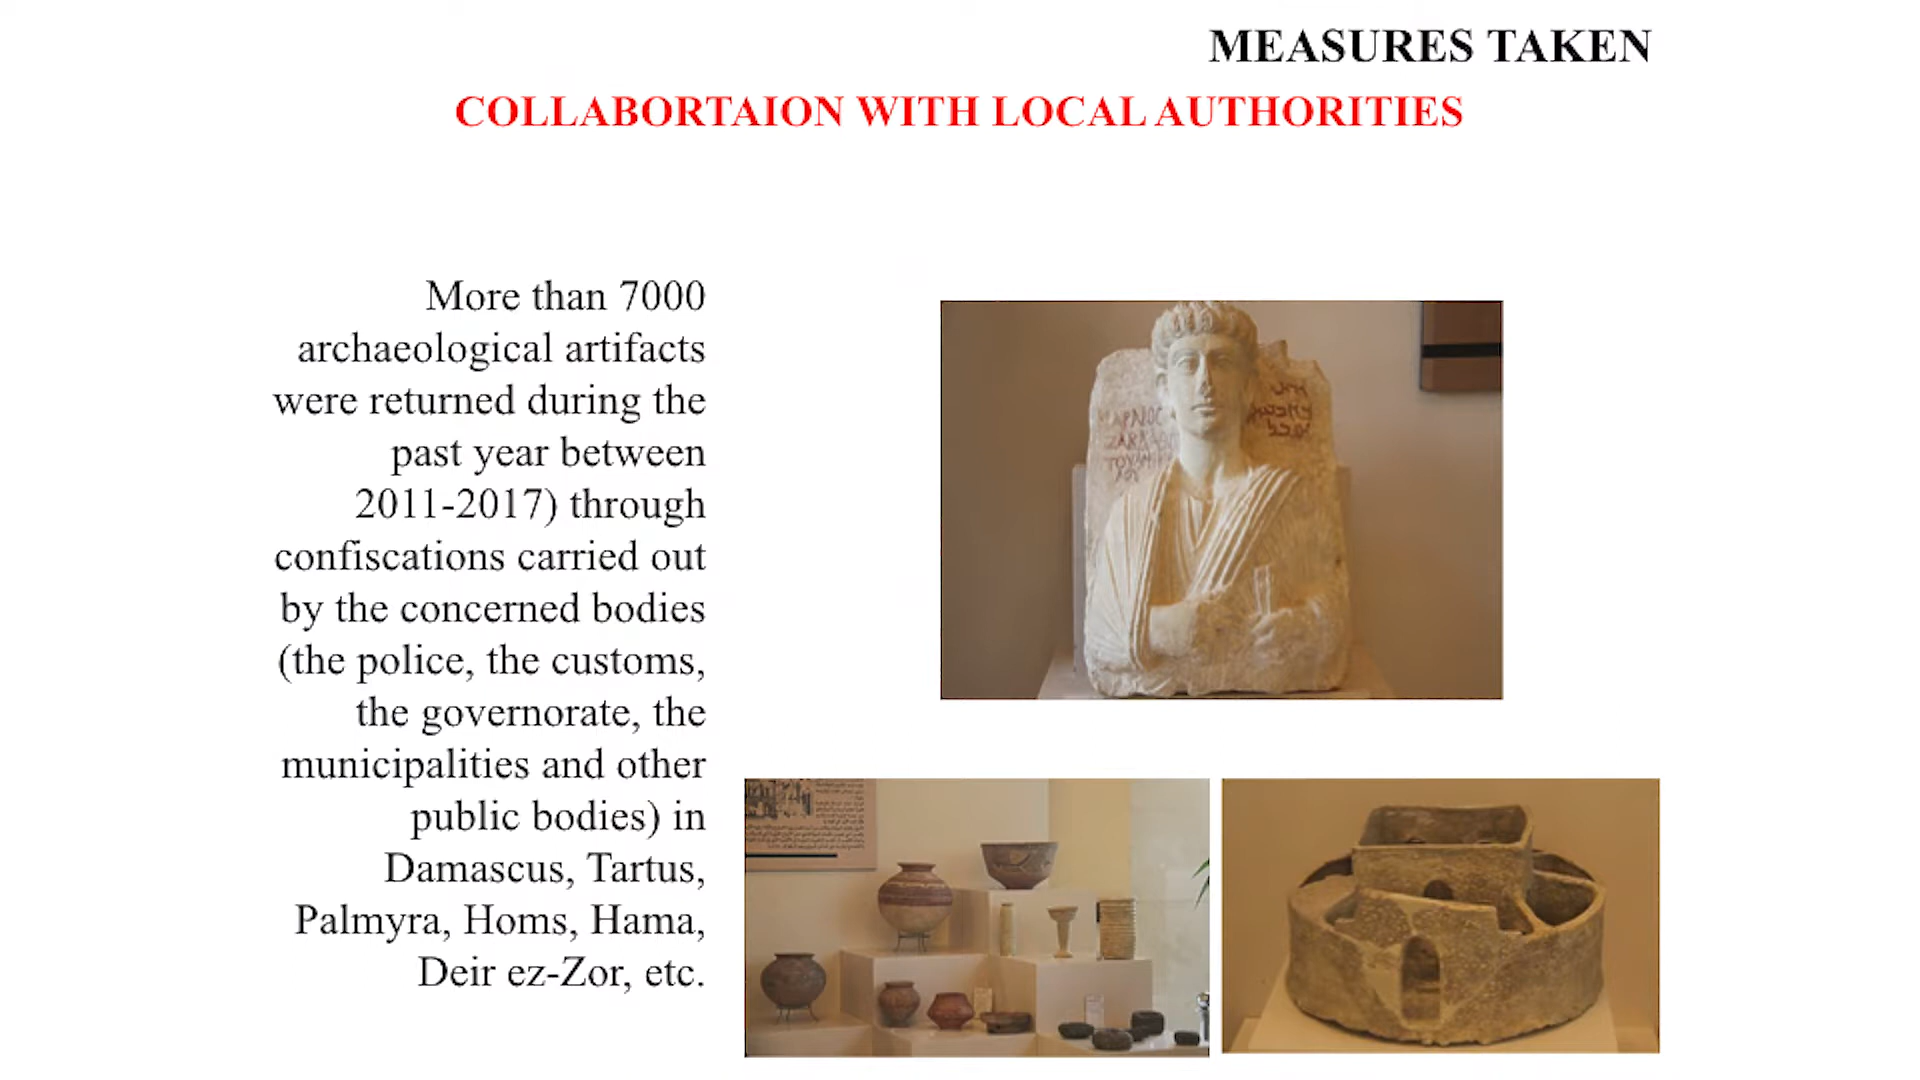 MEASURES TAKEN
COLLABORTAION WITH LOCAL AUTHORITIES
More than 7000
archaeological artifacts
were returned during the
past year between
2011-2017) through
confiscations carried out
by the concerned bodies
(the police, the customs,
the governorate, the
municipalities and other
public bodies) in
Damascus, Tartus,
Palmyra, Homs, Hama,
Deir ez-Zor, etc.